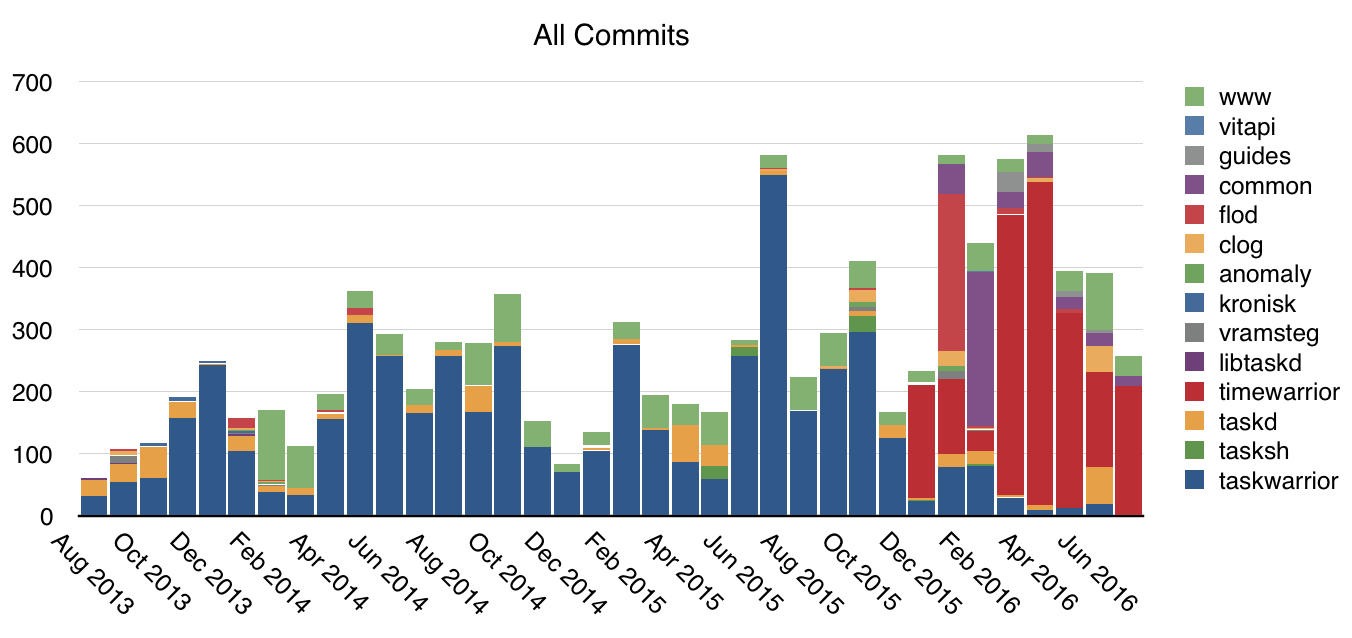 All Commits
700
600
500
400
300
200
100
0
Aug 2013
Oct 2013
Dec 2013
Feb 2014
Apr 2014
Jun 2014
Aug 2014
Oct 2014
Dec 2014
Feb 2015
Apr 2015
Jun 2015
Aug 2015
Oct 2015
Dec 2015
Feb 2016
Apr 2016
Jun 2016
www
vitapi
guides
common
flod
clog
anomaly
kronisk
vramsteg
libtaskd
timewarrior
taskd
tasksh
taskwarrior